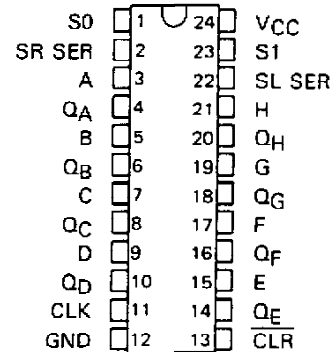 S0 1 24 VCC
SR SER 2 23 S1
A 3 22 SL SER
QA 4 21 H
B 5 20 QH
QB 6 19 G
C 7 18 QG
QC 8 17 F
D 9 16 QF
QD 10 15 E
CLK 11 14 QE
GND 12 13 C̅L̅R̅